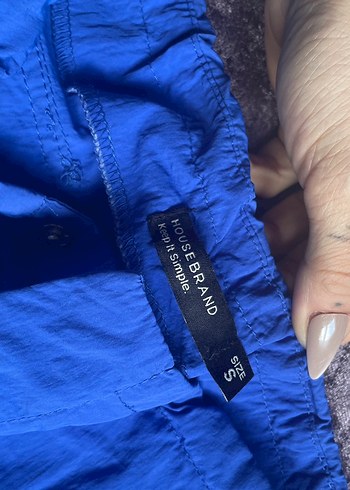 HOUSEBRAND
Keep It Simple.
SIZE
S